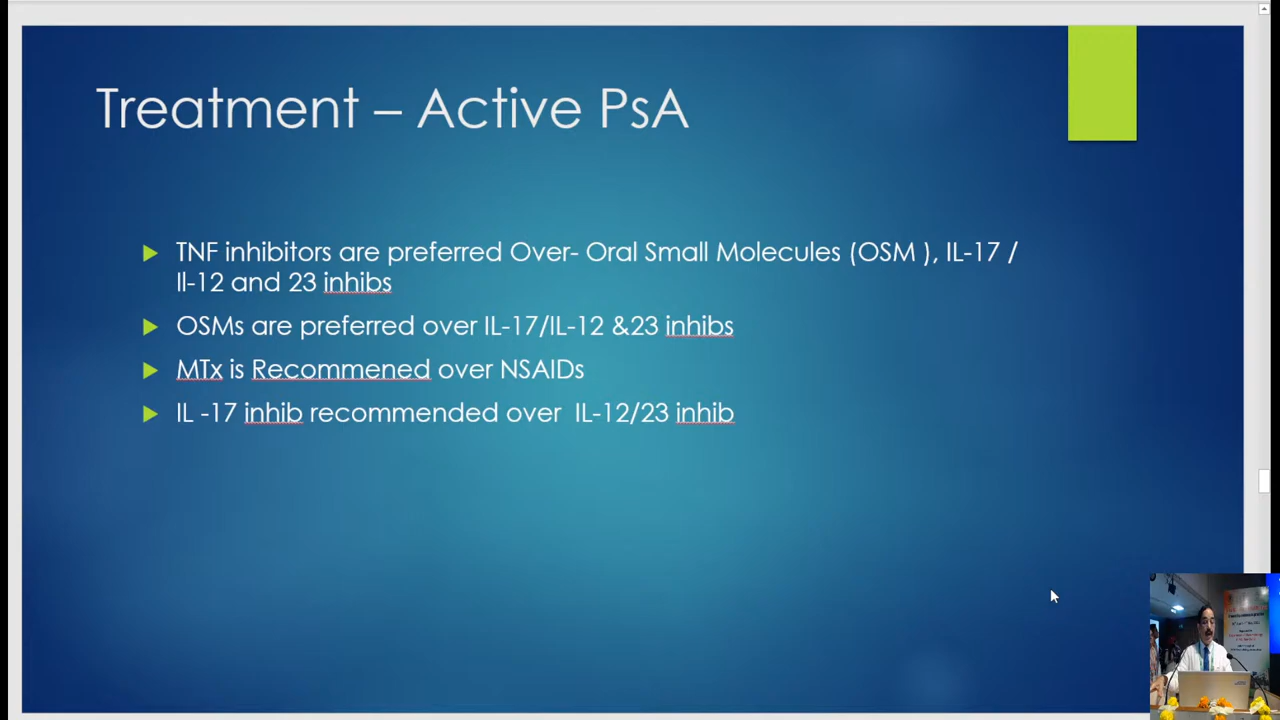 Treatment – Active PsA
TNF inhibitors are preferred Over- Oral Small Molecules (OSM ), IL-17 /
Il-12 and 23 inhibs
OSMs are preferred over IL-17/IL-12 &23 inhibs
MTx is Recommened over NSAIDs
IL -17 inhib recommended over  IL-12/23 inhib